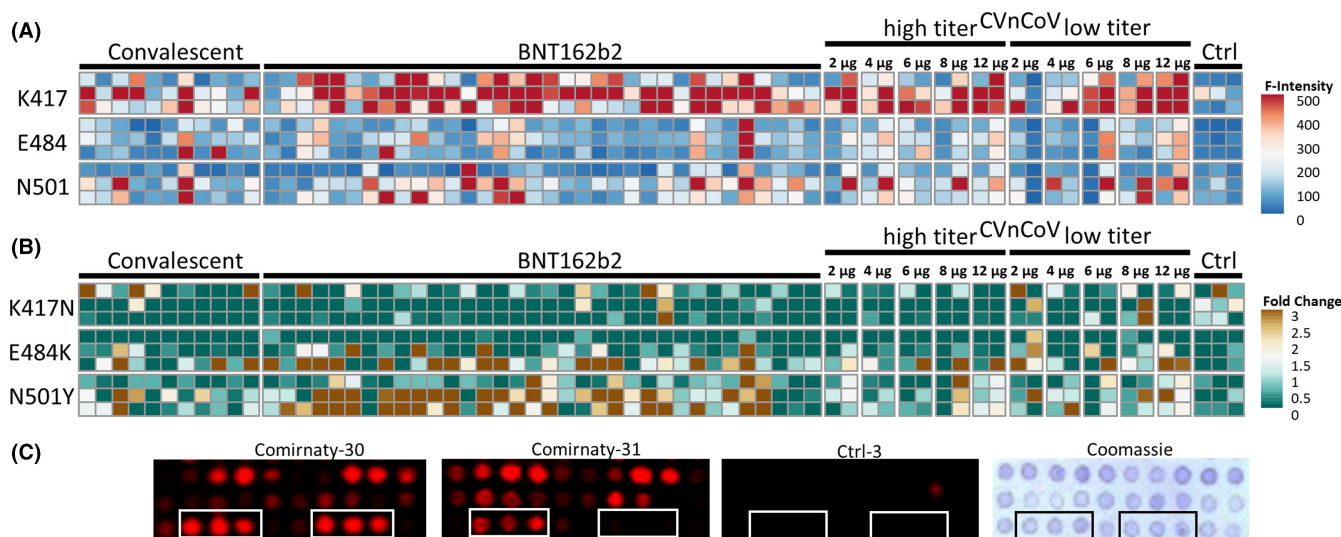 (A)
Convalescent
BNT162b2
high titer CVnCoV low titer
Ctrl
2 µg 4 µg 6 µg 8 µg 12 µg 2 µg 4 µg 6 µg 8 µg 12 µg
K417
E484
N501
F-Intensity
500
400
300
200
100
0
(B)
Convalescent
BNT162b2
high titer CVnCoV low titer
Ctrl
2 µg 4 µg 6 µg 8 µg 12 µg 2 µg 4 µg 6 µg 8 µg 12 µg
K417N
E484K
N501Y
Fold Change
3
2.5
2
1.5
1
0.5
0
(C)
Comirnaty-30
Comirnaty-31
Ctrl-3
Coomassie